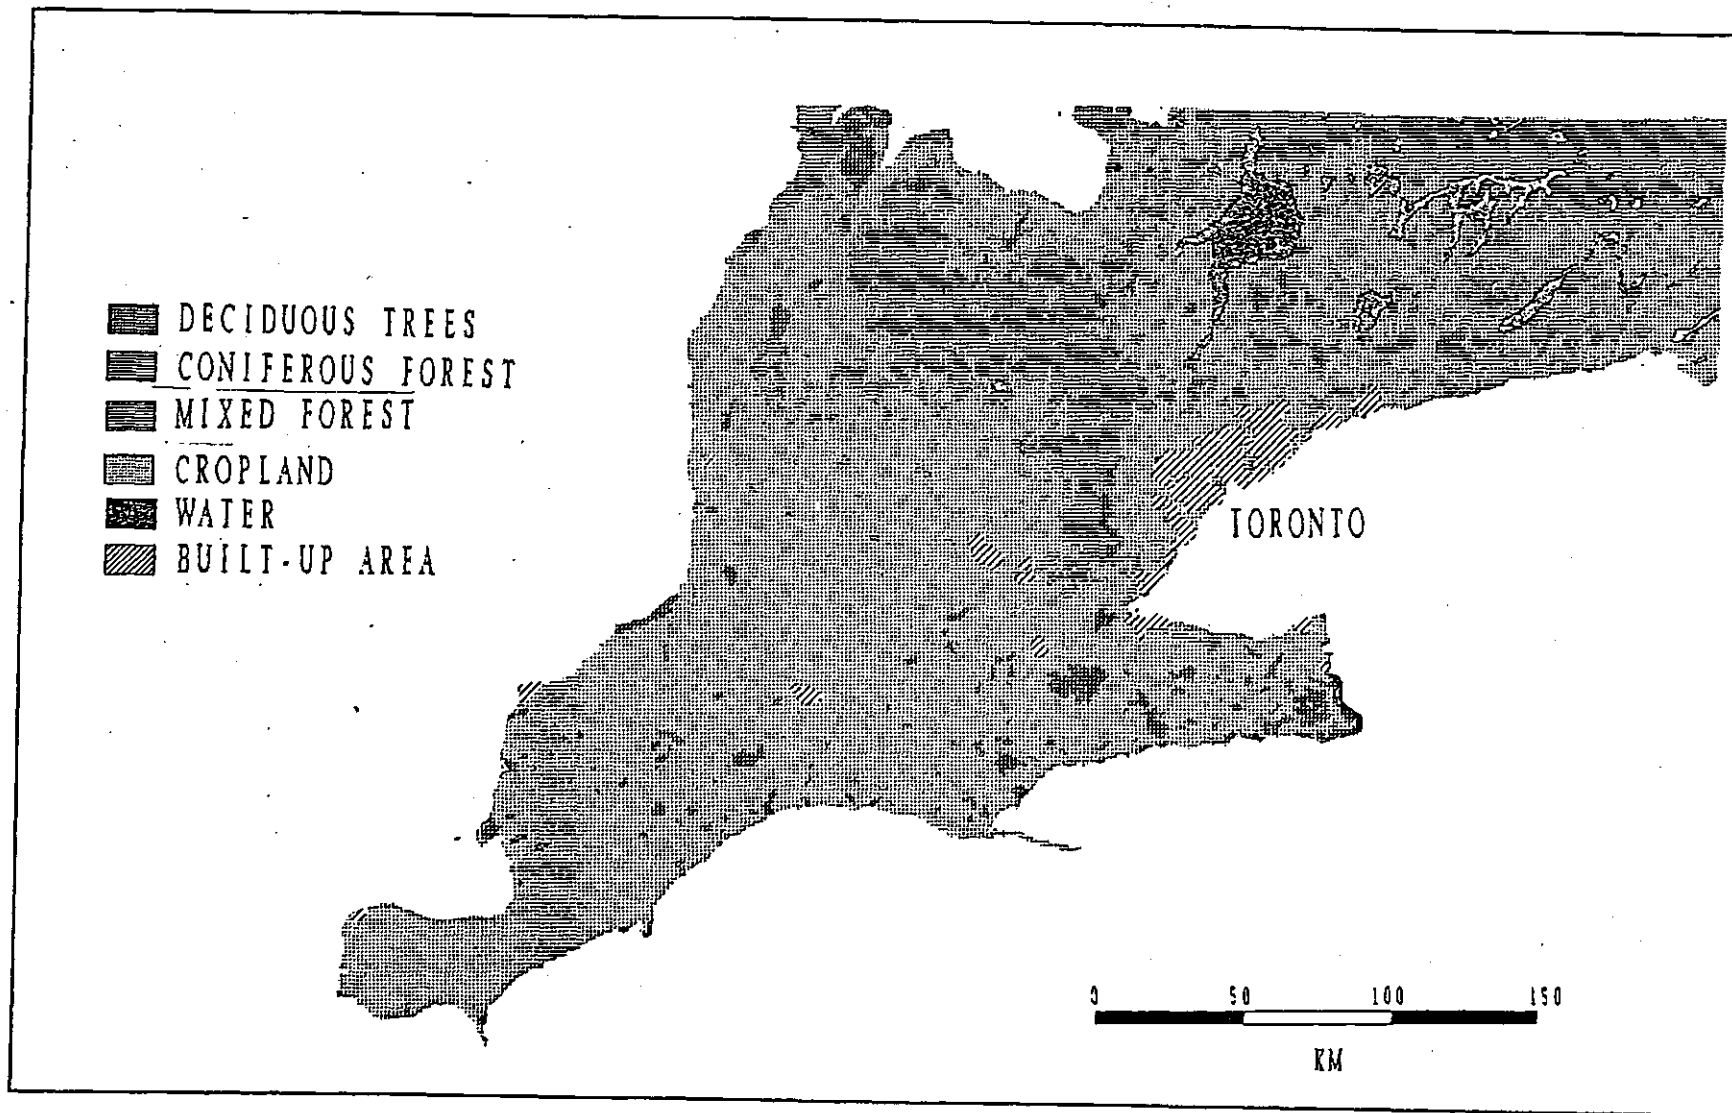 DECIDUOUS TREES
CONIFEROUS FOREST
MIXED FOREST
CROPLAND
WATER
BUILT-UP AREA
TORONTO
0 50 100 150
KM